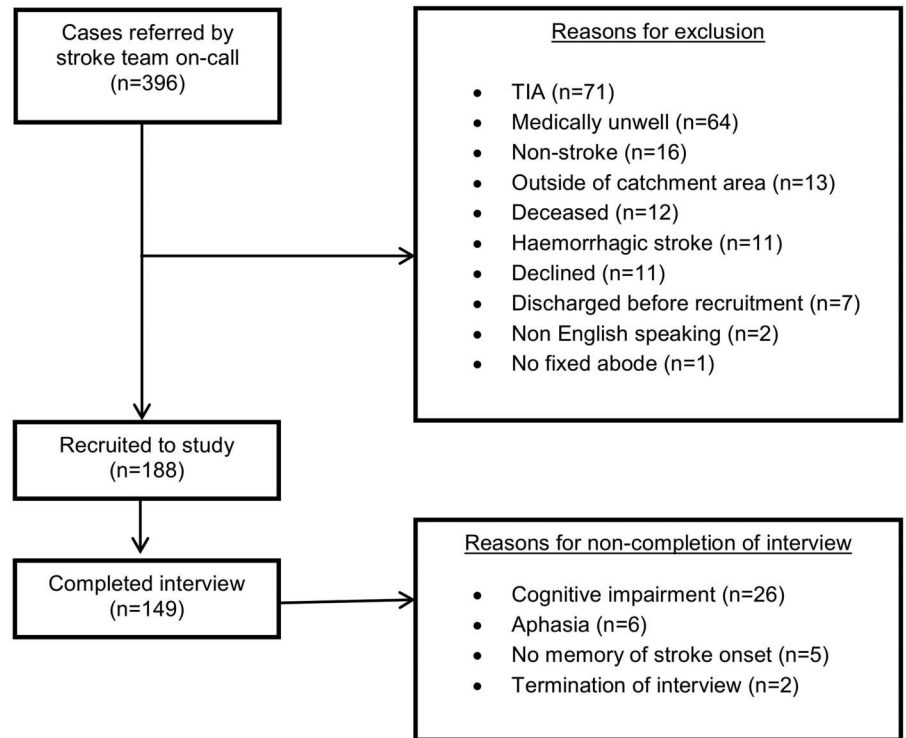 Cases referred by
stroke team on-call
(n=396)
Reasons for exclusion
• TIA (n=71)
• Medically unwell (n=64)
• Non-stroke (n=16)
• Outside of catchment area (n=13)
• Deceased (n=12)
• Haemorrhagic stroke (n=11)
• Declined (n=11)
• Discharged before recruitment (n=7)
• Non English speaking (n=2)
• No fixed abode (n=1)
Recruited to study
(n=188)
Completed interview
(n=149)
Reasons for non-completion of interview
• Cognitive impairment (n=26)
• Aphasia (n=6)
• No memory of stroke onset (n=5)
• Termination of interview (n=2)